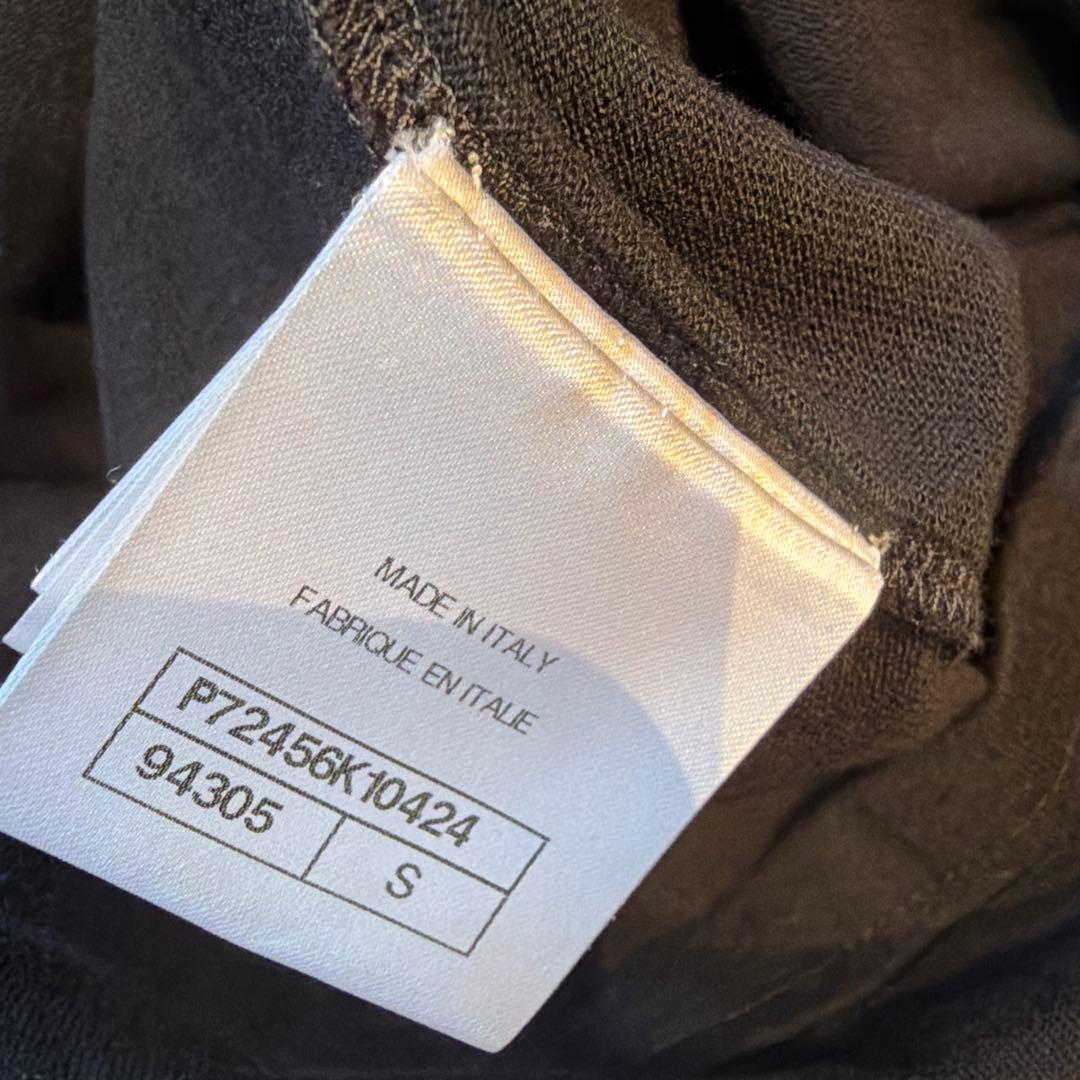 MADE IN ITALY
FABRIQUE EN ITALIE
P72456K10424
94305 S